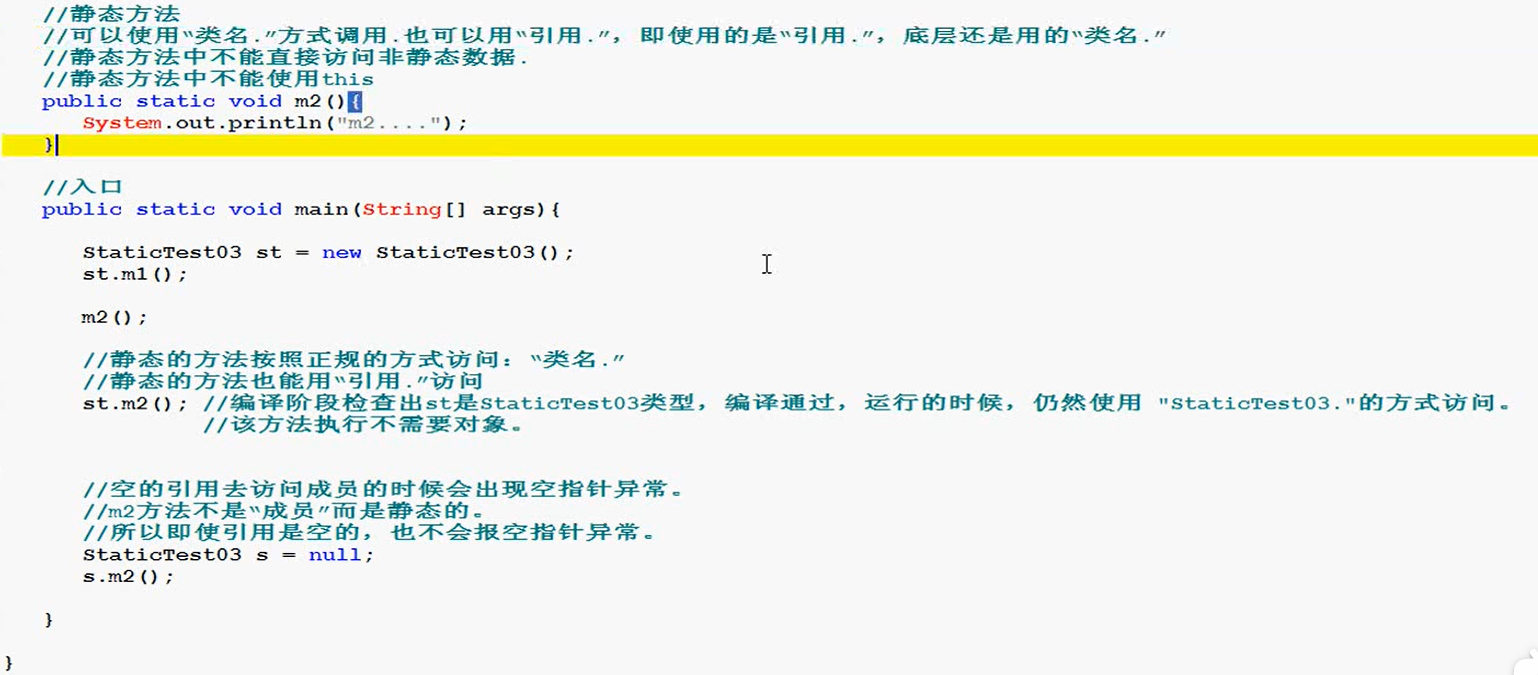 //静态方法
//可以使用“类名.”方式调用.也可以用“引用.”，即使用的是“引用.”，底层还是用的“类名.”
//静态方法中不能直接访问非静态数据.
//静态方法中不能使用this
public static void m2(){
System.out.println("m2....");
}
//入口
public static void main(String[] args){
StaticTest03 st = new StaticTest03();
st.m1();
m2();
//静态的方法按照正规的方式访问：“类名.”
//静态的方法也能用“引用.”访问
st.m2(); //编译阶段检查出st是StaticTest03类型，编译通过，运行的时候，仍然使用 "StaticTest03."的方式访问。
//该方法执行不需要对象。
//空的引用去访问成员的时候会出现空指针异常。
//m2方法不是“成员”而是静态的。
//所以即使引用是空的，也不会报空指针异常。
StaticTest03 s = null;
s.m2();
}
}